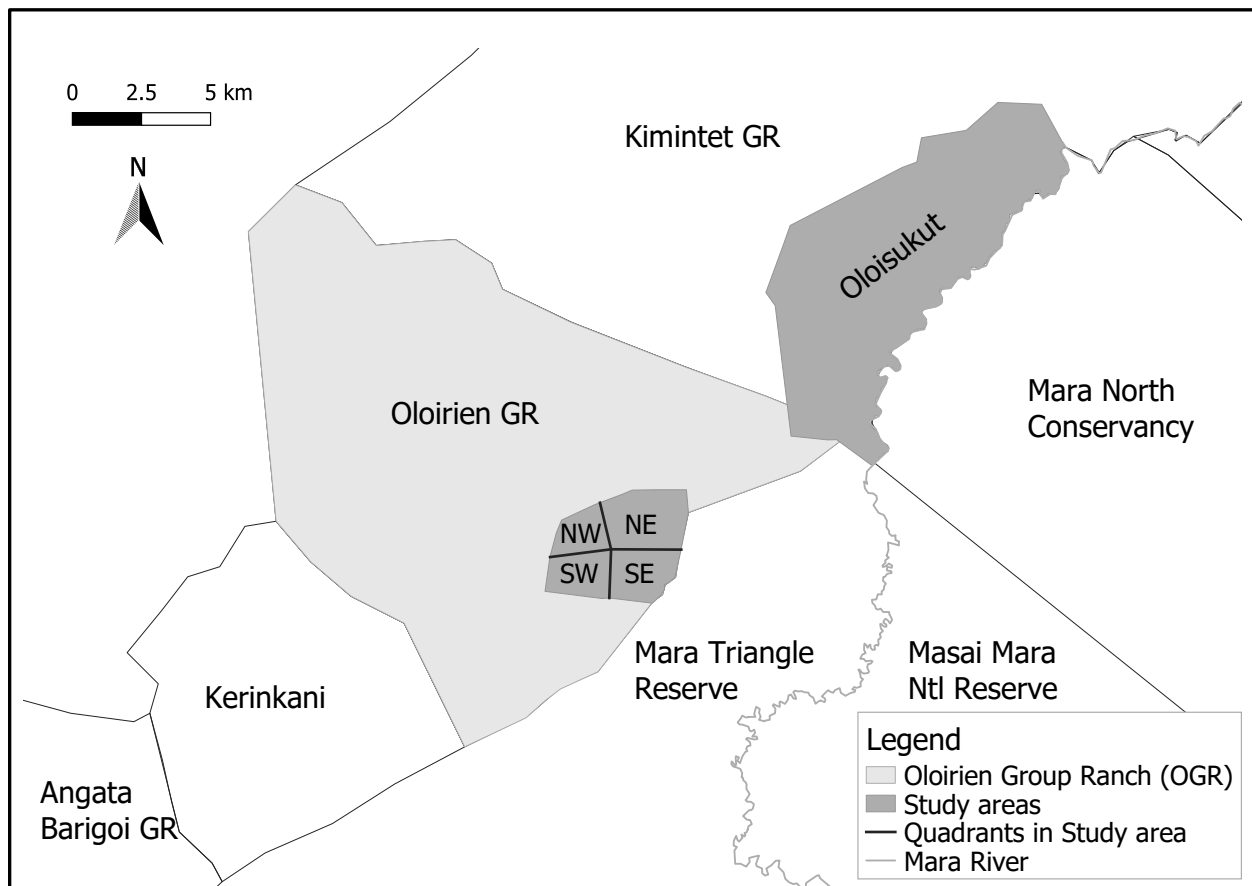 0 2.5 5 km
N
Kimintet GR
Oloisukut
Mara North
Conservancy
Oloirien GR
NW NE
SW SE
Mara Triangle
Reserve
Masai Mara
Ntl Reserve
Kerinkani
Angata
Barigoi GR
Legend
Oloirien Group Ranch (OGR)
Study areas
Quadrants in Study area
Mara River